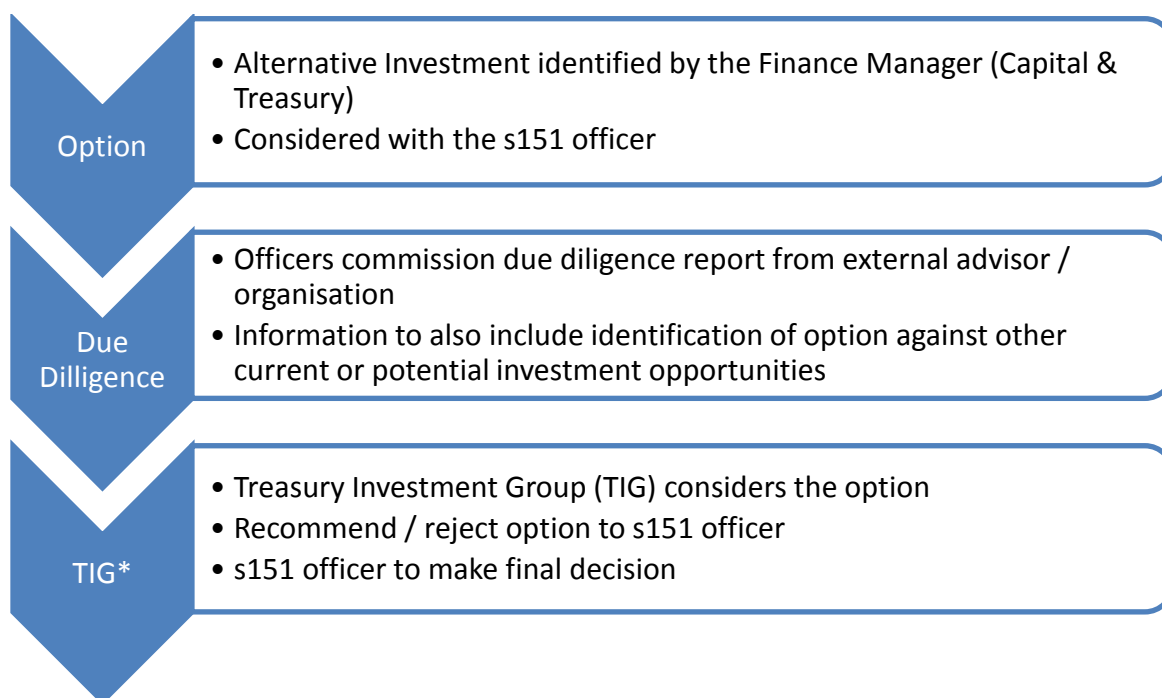 Option
• Alternative Investment identified by the Finance Manager (Capital &
Treasury)
• Considered with the s151 officer
Due
Dilligence
• Officers commission due diligence report from external advisor /
organisation
• Information to also include identification of option against other
current or potential investment opportunities
TIG*
• Treasury Investment Group (TIG) considers the option
• Recommend / reject option to s151 officer
• s151 officer to make final decision